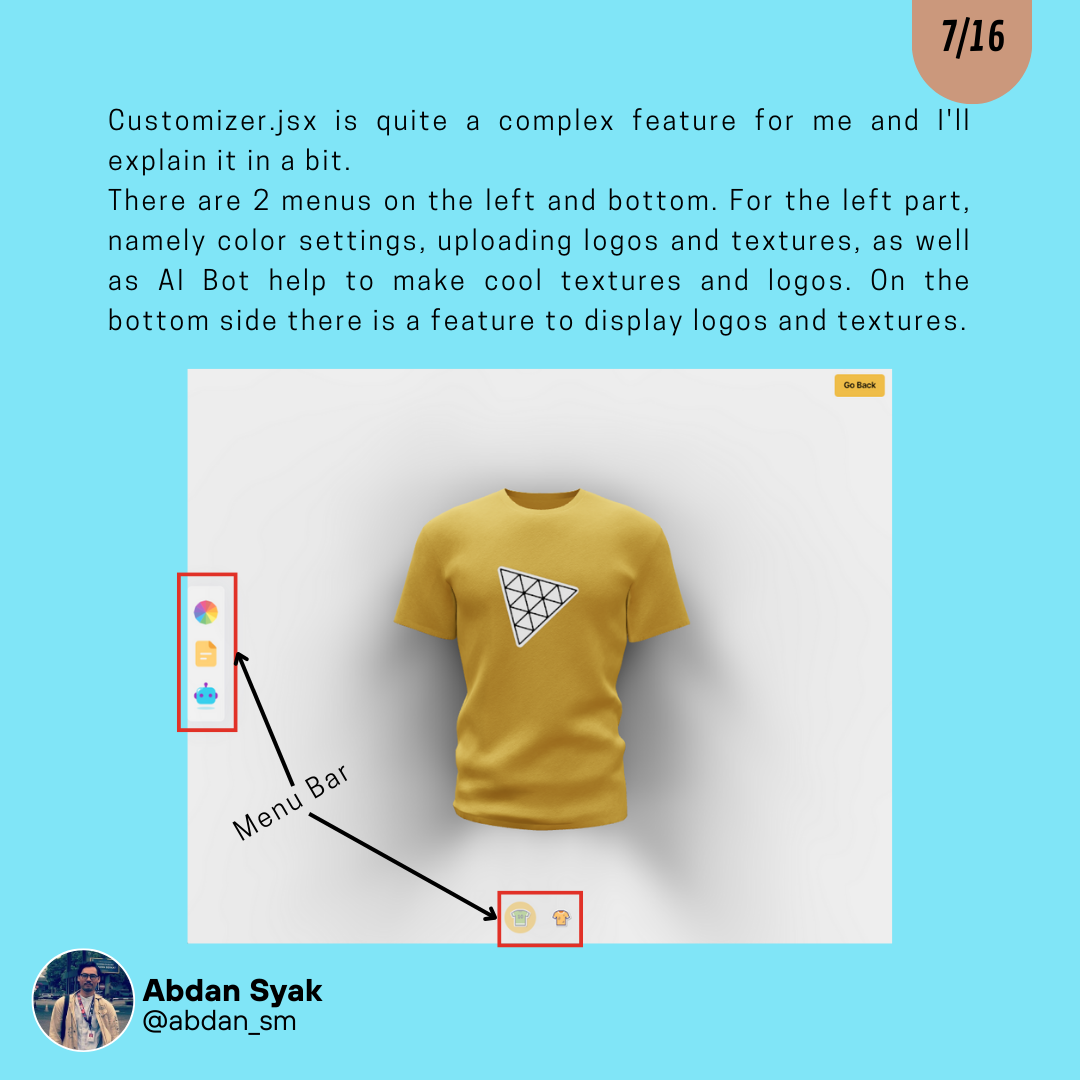 7/16
Customizer.jsx is quite a complex feature for me and I'll
explain it in a bit.
There are 2 menus on the left and bottom. For the left part,
namely color settings, uploading logos and textures, as well
as AI Bot help to make cool textures and logos. On the
bottom side there is a feature to display logos and textures.
Go Back
Menu Bar
Abdan Syak
@abdan_sm